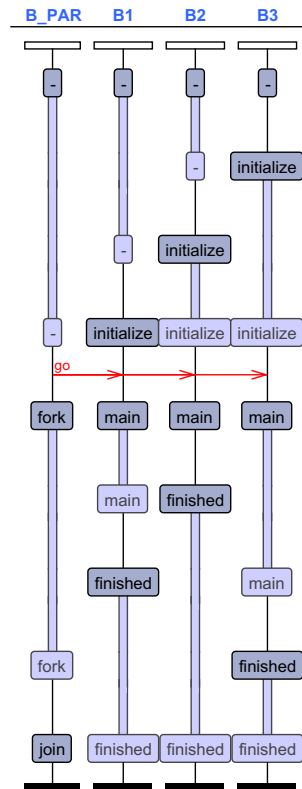 B_PAR B1 B2 B3
- - - -
- initialize
- initialize
- initialize initialize initialize
go
fork main main main
main finished
finished main
fork finished
join finished finished finished